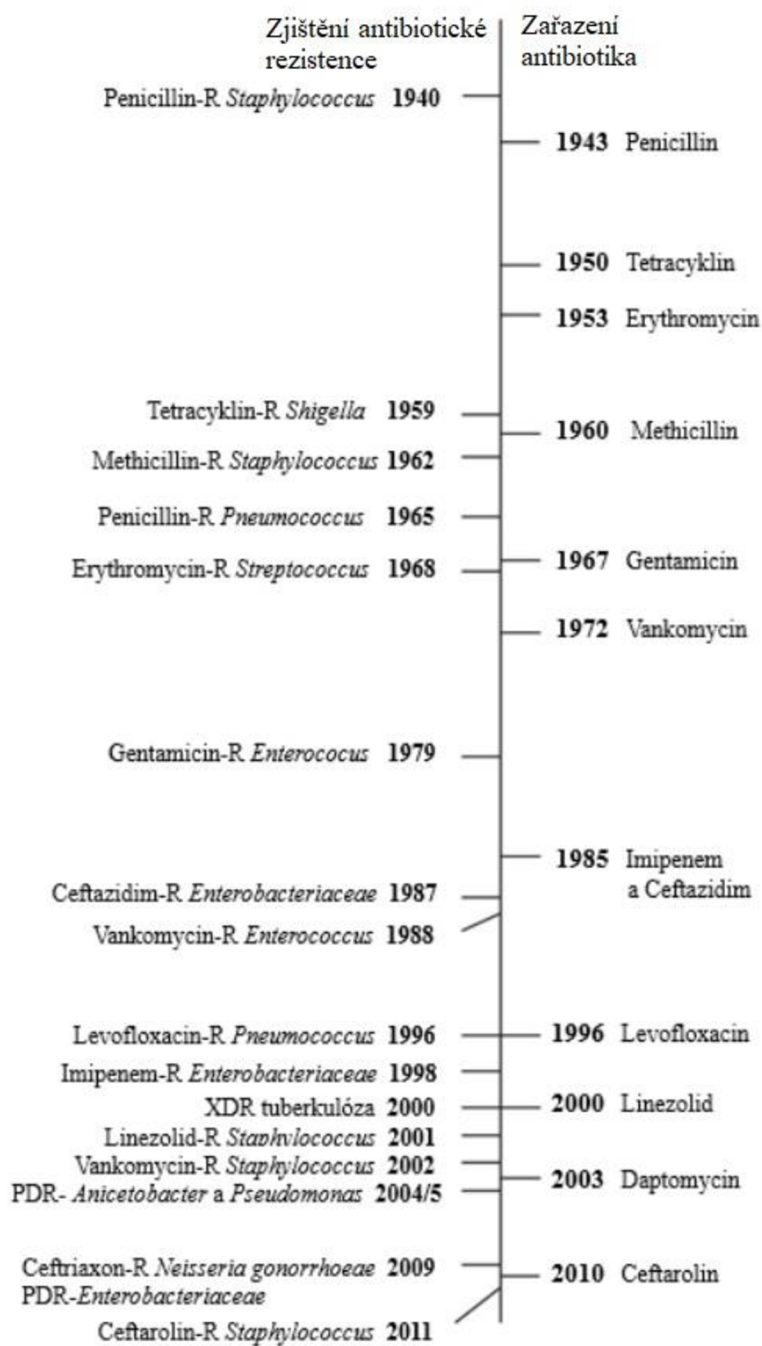 Zjištění antibiotické
rezistence
Zařazení
antibiotika
Penicillin-R Staphylococcus 1940
1943 Penicillin
1950 Tetracyklin
1953 Erythromycin
Tetracyklin-R Shigella 1959
1960 Methicillin
Methicillin-R Staphylococcus 1962
Penicillin-R Pneumococcus 1965
1967 Gentamicin
Erythromycin-R Streptococcus 1968
1972 Vankomycin
Gentamicin-R Enterococus 1979
1985 Imipenem
a Ceftazidim
Ceftazidim-R Enterobacteriaceae 1987
Vankomycin-R Enterococcus 1988
Levofloxacin-R Pneumococcus 1996
1996 Levofloxacin
Imipenem-R Enterobacteriaceae 1998
XDR tuberkulóza 2000
2000 Linezolid
Linezolid-R Staphylococcus 2001
Vankomycin-R Staphylococcus 2002
2003 Daptomycin
PDR- Anicetobacter a Pseudomonas 2004/5
Ceftriaxon-R Neisseria gonorrhoeae 2009
PDR-Enterobacteriaceae
2010 Ceftarolin
Ceftarolin-R Staphylococcus 2011